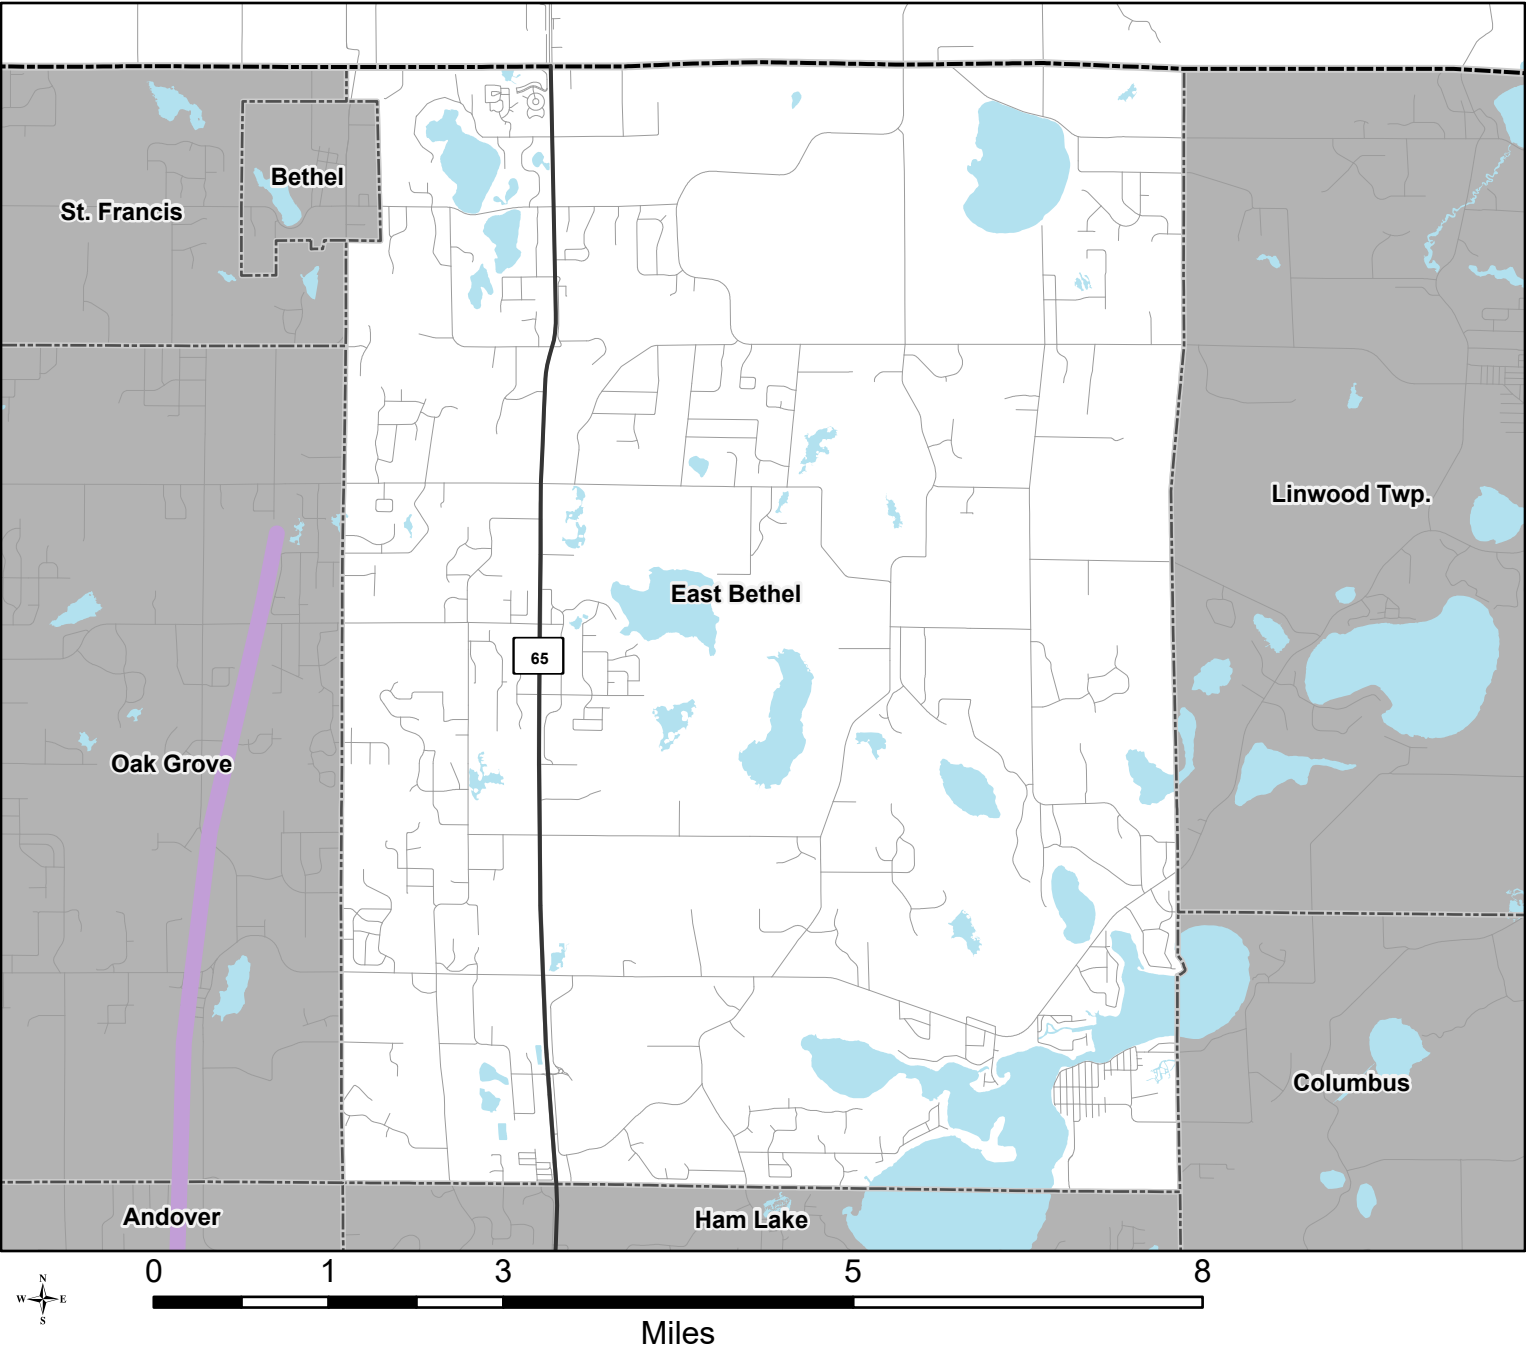 Bethel
St. Francis
Linwood Twp.
East Bethel
65
Oak Grove
Columbus
Andover
Ham Lake
0 1 3 5 8
N
W E
S
Miles